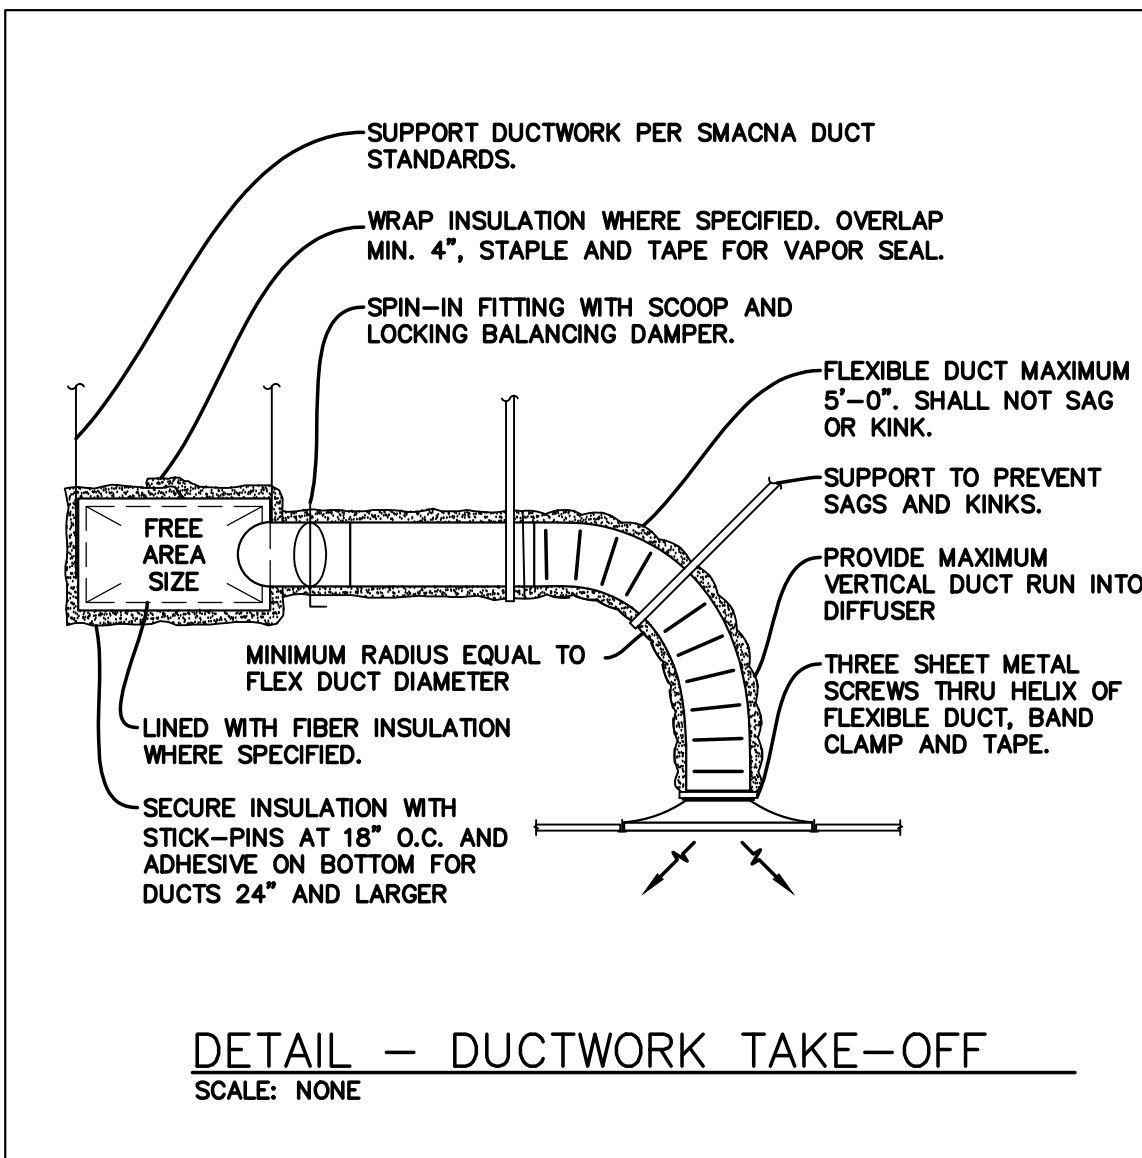 SUPPORT DUCTWORK PER SMACNA DUCT
STANDARDS.
WRAP INSULATION WHERE SPECIFIED. OVERLAP
MIN. 4", STAPLE AND TAPE FOR VAPOR SEAL.
SPIN-IN FITTING WITH SCOOP AND
LOCKING BALANCING DAMPER.
FLEXIBLE DUCT MAXIMUM
5'-0". SHALL NOT SAG
OR KINK.
SUPPORT TO PREVENT
SAGS AND KINKS.
FREE
AREA
SIZE
PROVIDE MAXIMUM
VERTICAL DUCT RUN INTO
DIFFUSER
MINIMUM RADIUS EQUAL TO
FLEX DUCT DIAMETER
THREE SHEET METAL
SCREWS THRU HELIX OF
FLEXIBLE DUCT, BAND
CLAMP AND TAPE.
LINED WITH FIBER INSULATION
WHERE SPECIFIED.
SECURE INSULATION WITH
STICK-PINS AT 18" O.C. AND
ADHESIVE ON BOTTOM FOR
DUCTS 24" AND LARGER
DETAIL - DUCTWORK TAKE-OFF
SCALE: NONE